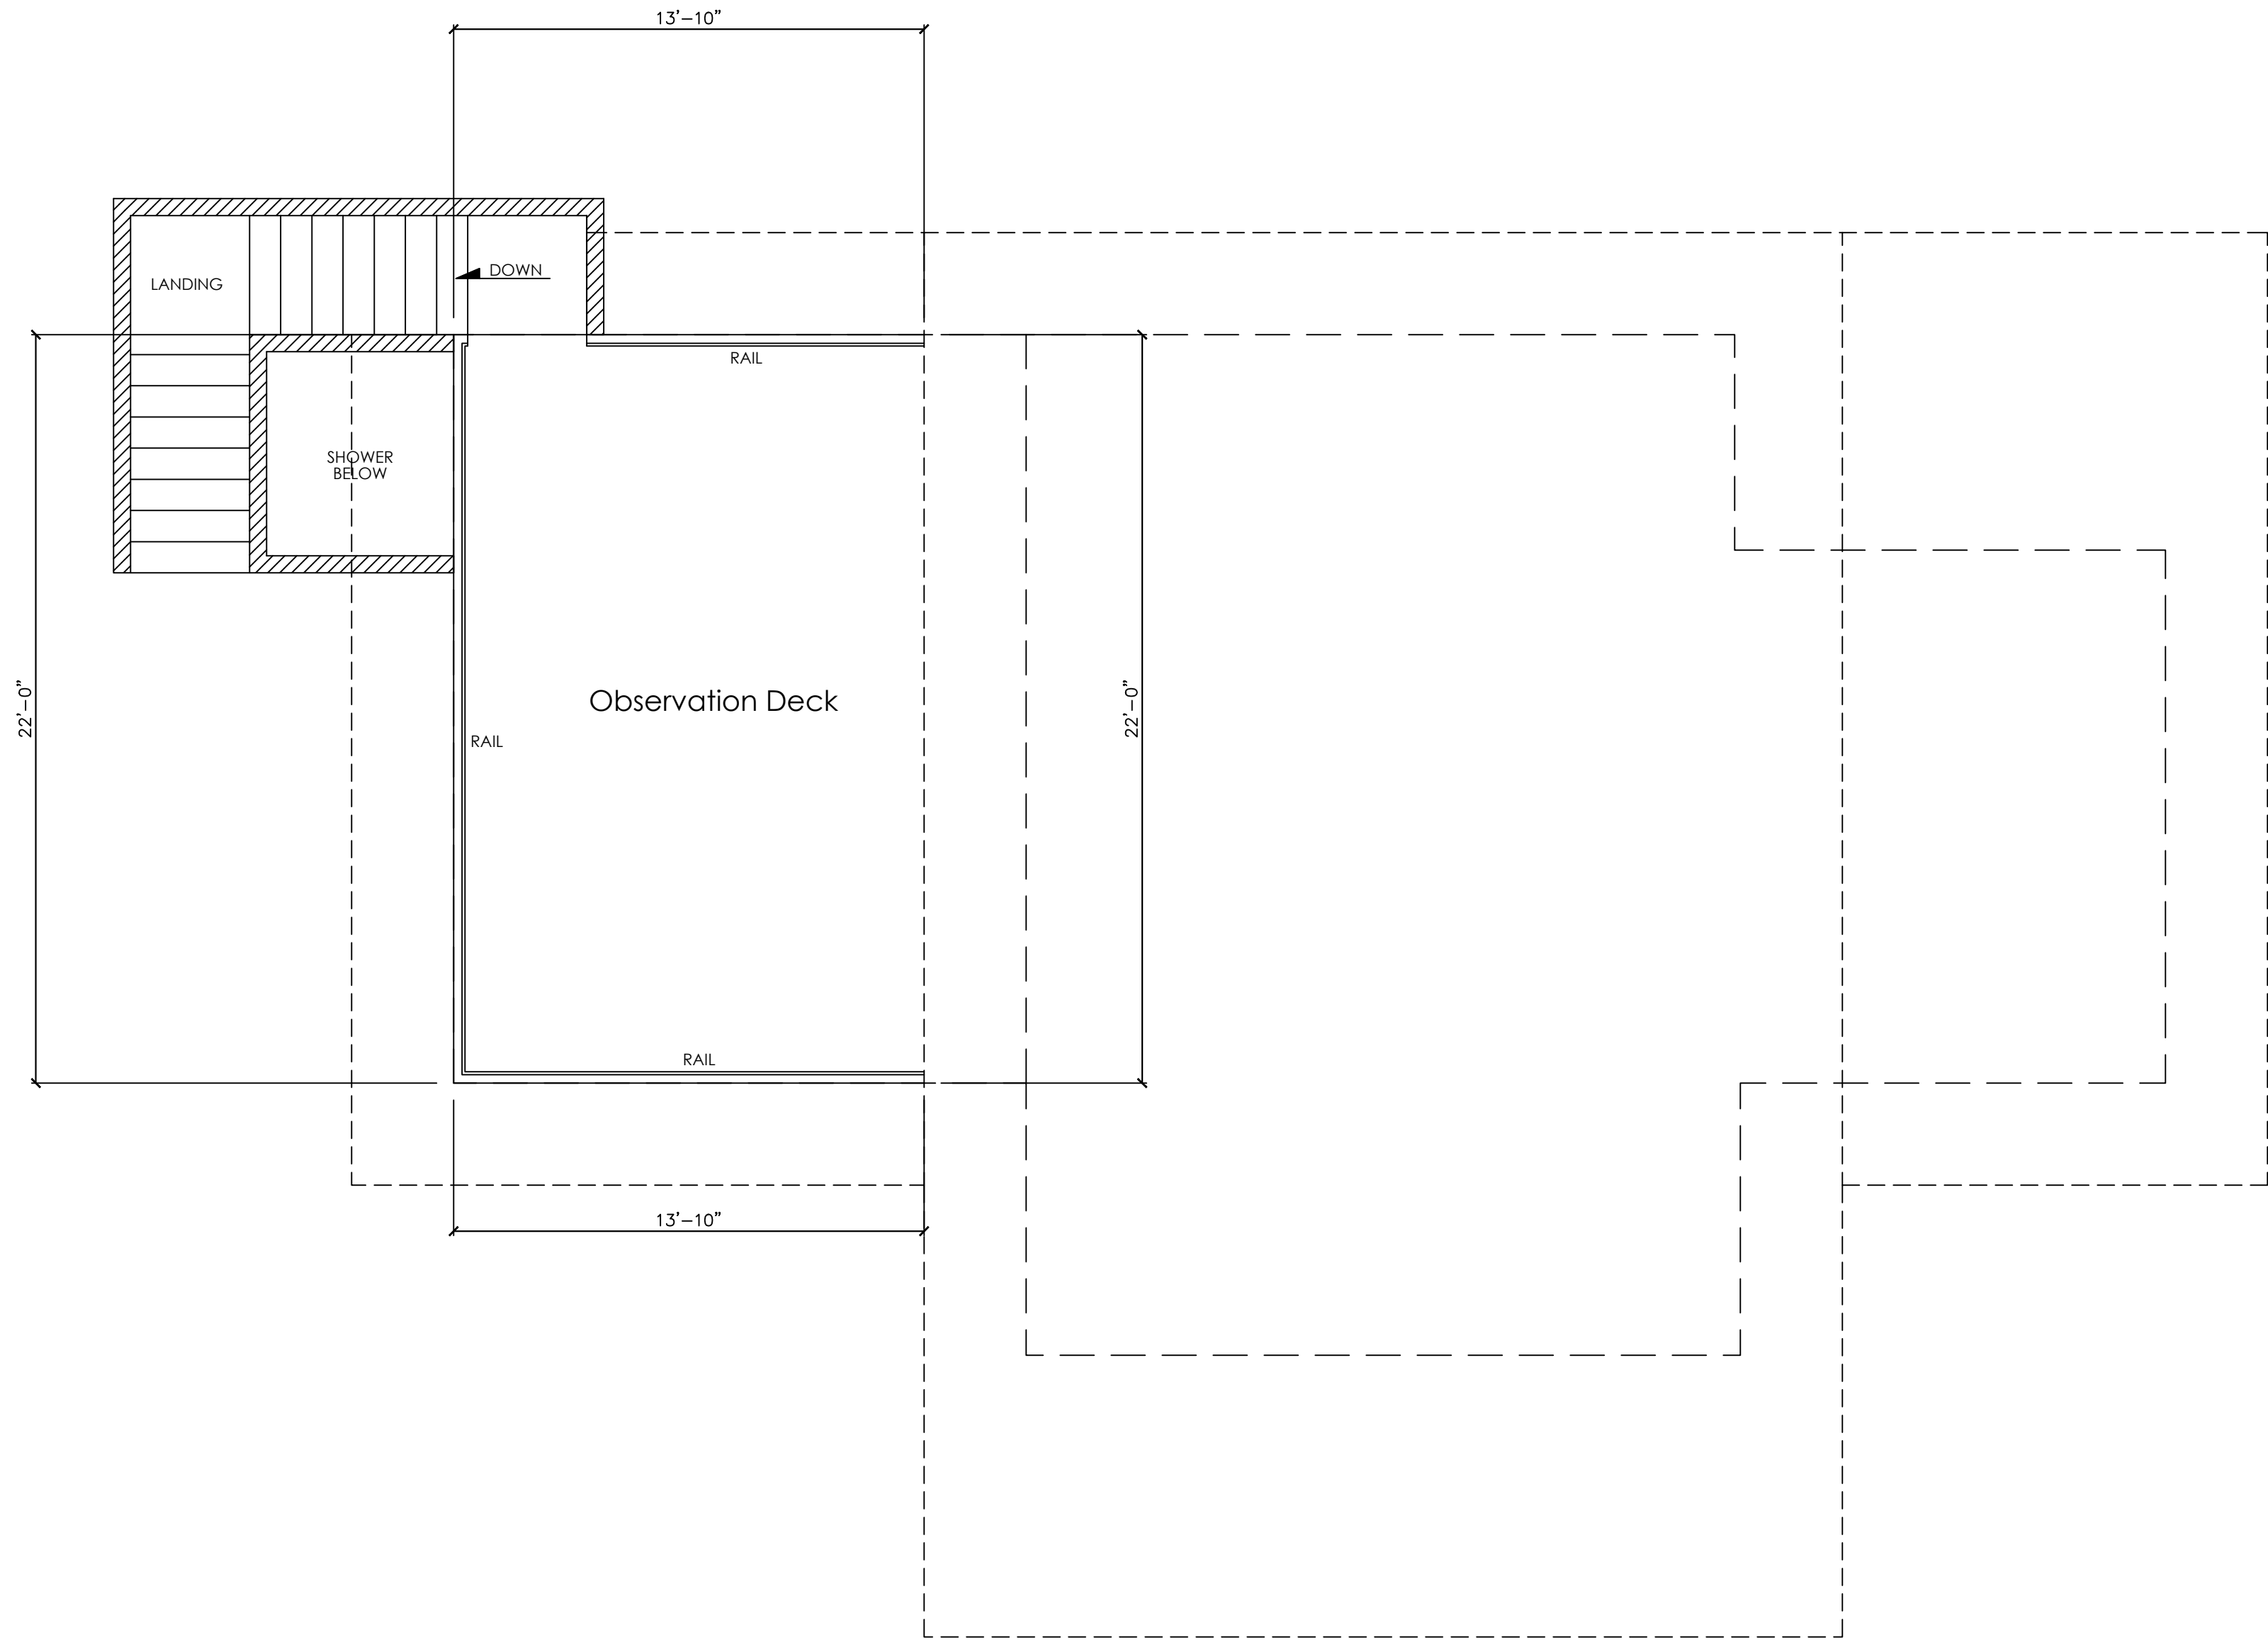 13'–10"
DOWN
LANDING
RAIL
SHOWER
BELOW
22'–0"
22'–0"
Observation Deck
RAIL
RAIL
13'–10"